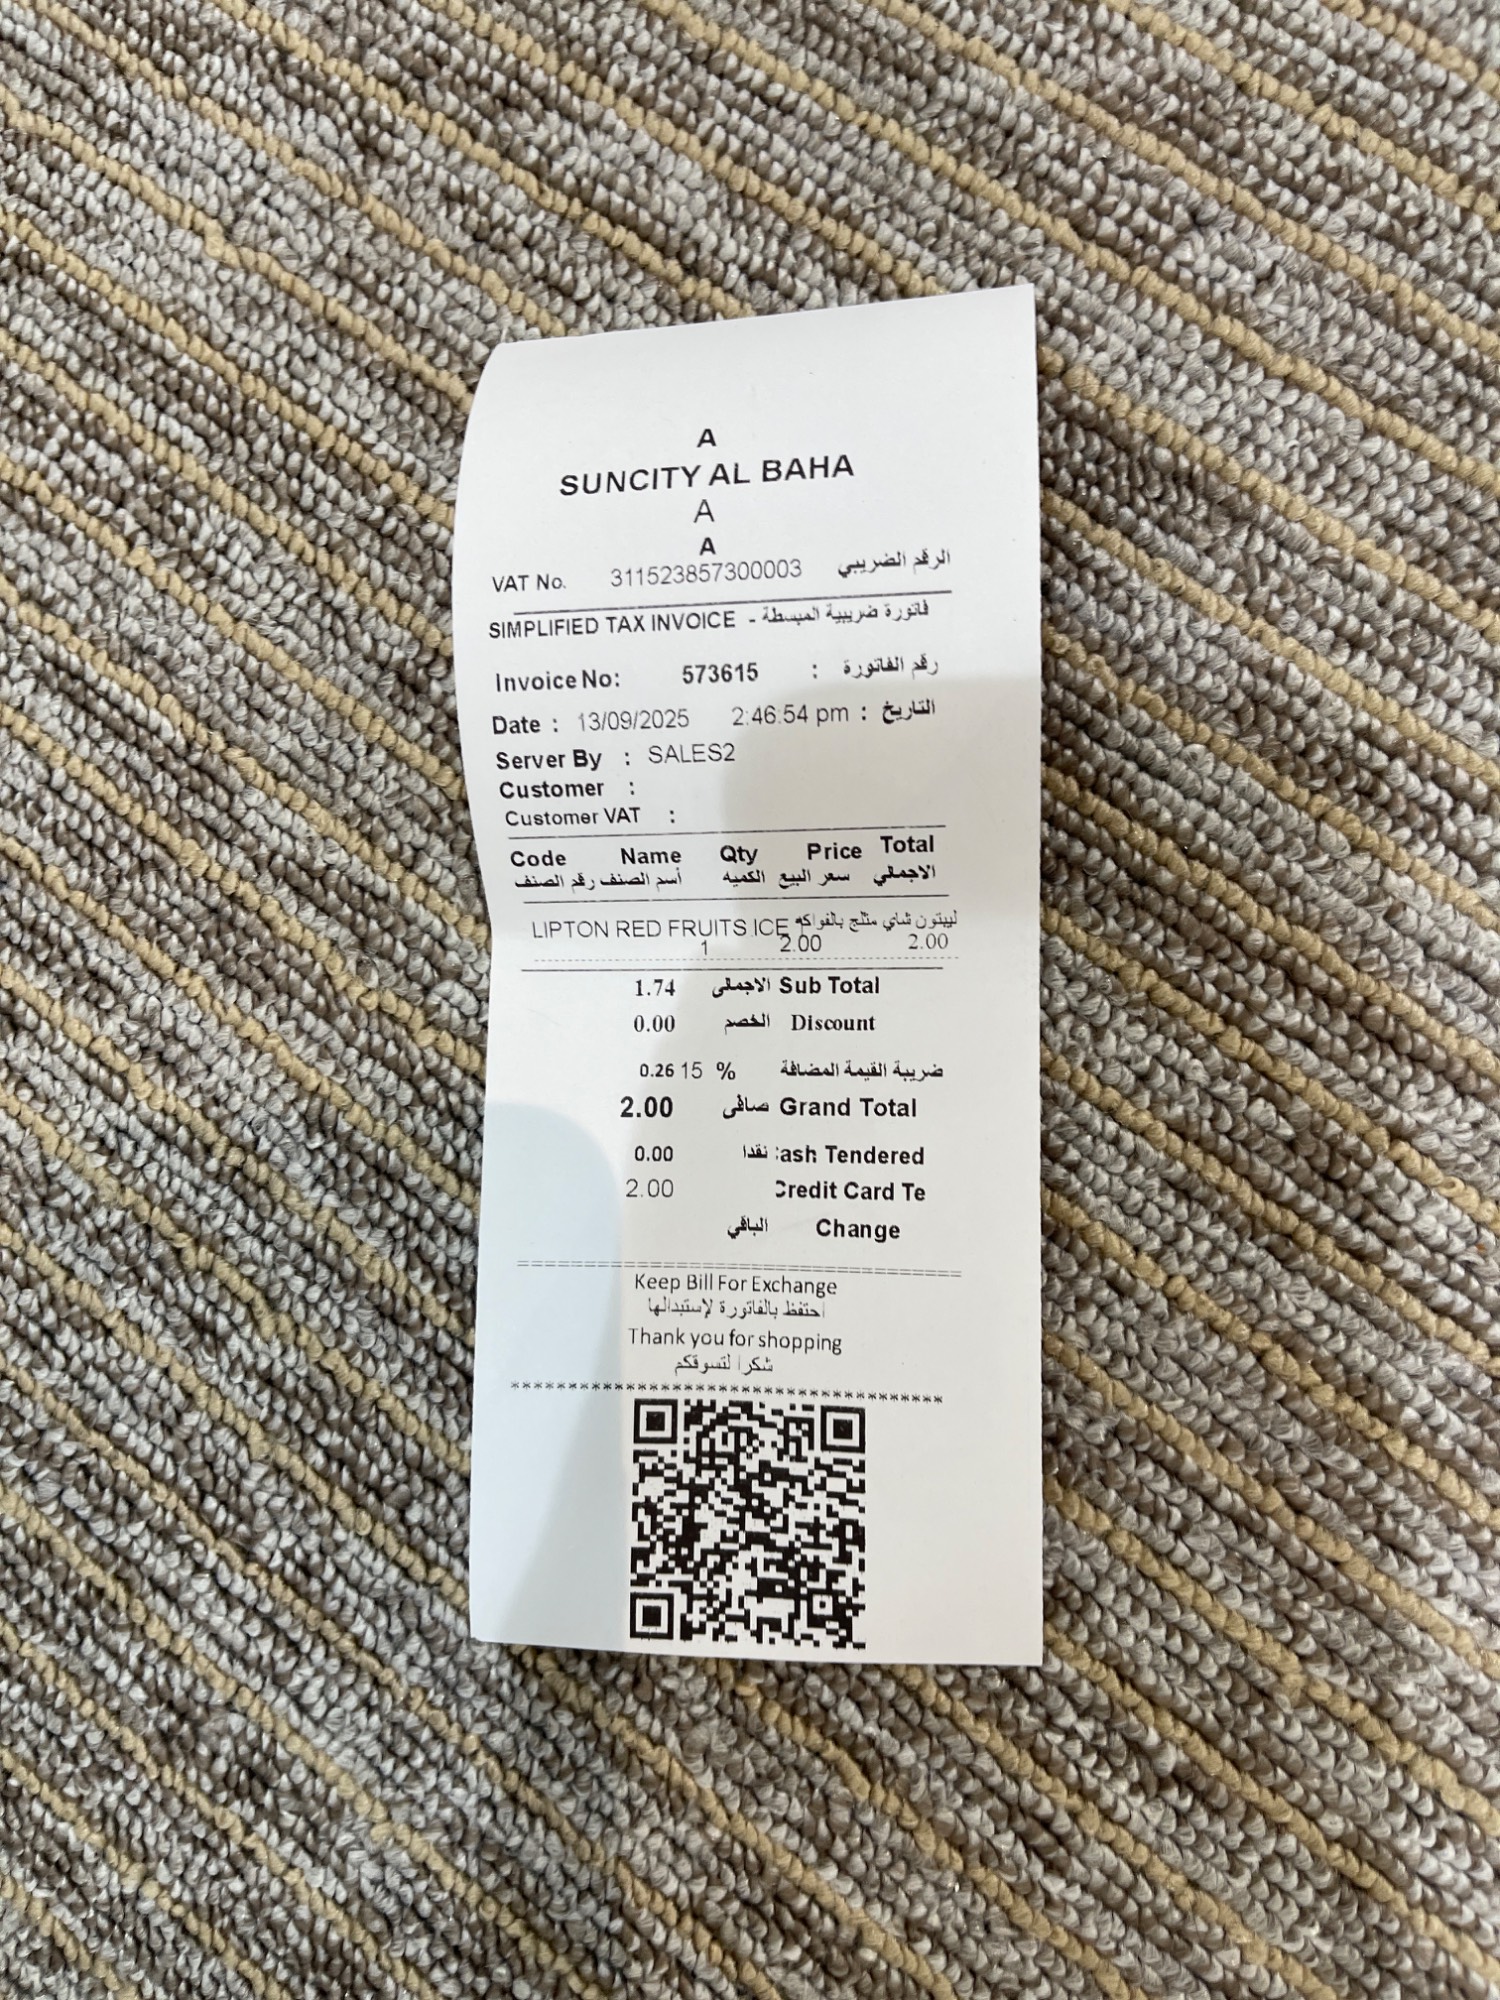 A
SUNCITY AL BAHA
A
A
VAT No. 311523857300003 الرقم الضريبي
SIMPLIFIED TAX INVOICE - فاتورة ضريبية المبسطة
Invoice No: 573615 : رقم الفاتورة
Date : 13/09/2025 2:46:54 pm : التاريخ
Server By : SALES2
Customer :
Customer VAT :
Code Name Qty Price Total
رقم الصنف أسم الصنف الكميه سعر البيع الاجمالي
LIPTON RED FRUITS ICE ليبتون شاي مثلج بالفواكه
1 2.00 2.00
1.74 الاجمالى Sub Total
0.00 الخصم Discount
0.26 15 % ضريبة القيمة المضافة
2.00 صافى Grand Total
0.00 نقدا ash Tendered
2.00 Credit Card Te
الباقي Change
Keep Bill For Exchange
احتفظ بالفاتورة لإستبدالها
Thank you for shopping
شكرا لتسوقكم
*************************************